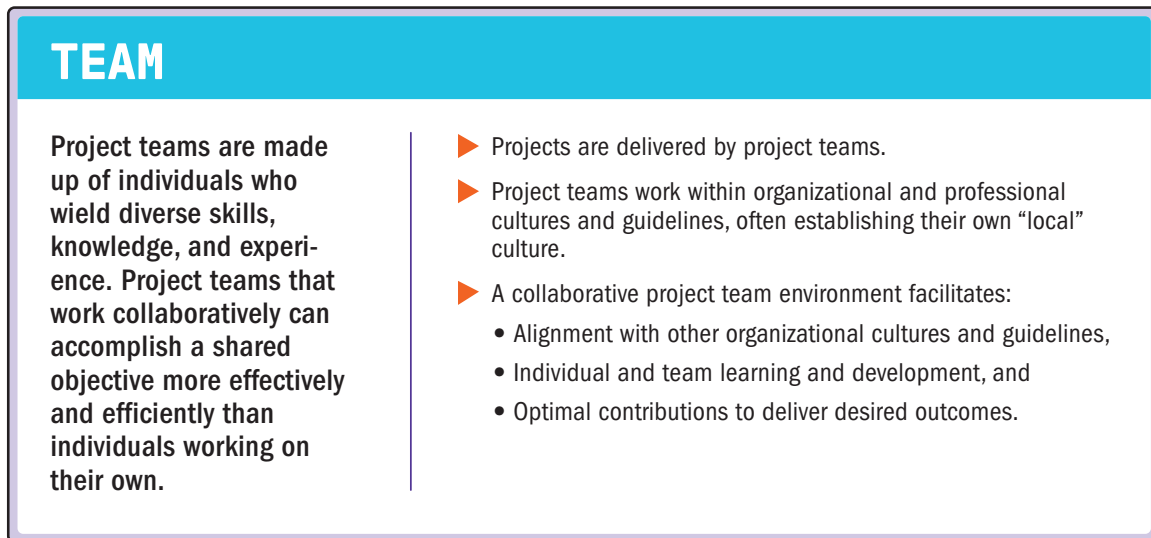 TEAM
Project teams are made
up of individuals who
wield diverse skills,
knowledge, and experi-
ence. Project teams that
work collaboratively can
accomplish a shared
objective more effectively
and efficiently than
individuals working on
their own.
Projects are delivered by project teams.
Project teams work within organizational and professional
cultures and guidelines, often establishing their own “local”
culture.
A collaborative project team environment facilitates:
• Alignment with other organizational cultures and guidelines,
• Individual and team learning and development, and
• Optimal contributions to deliver desired outcomes.